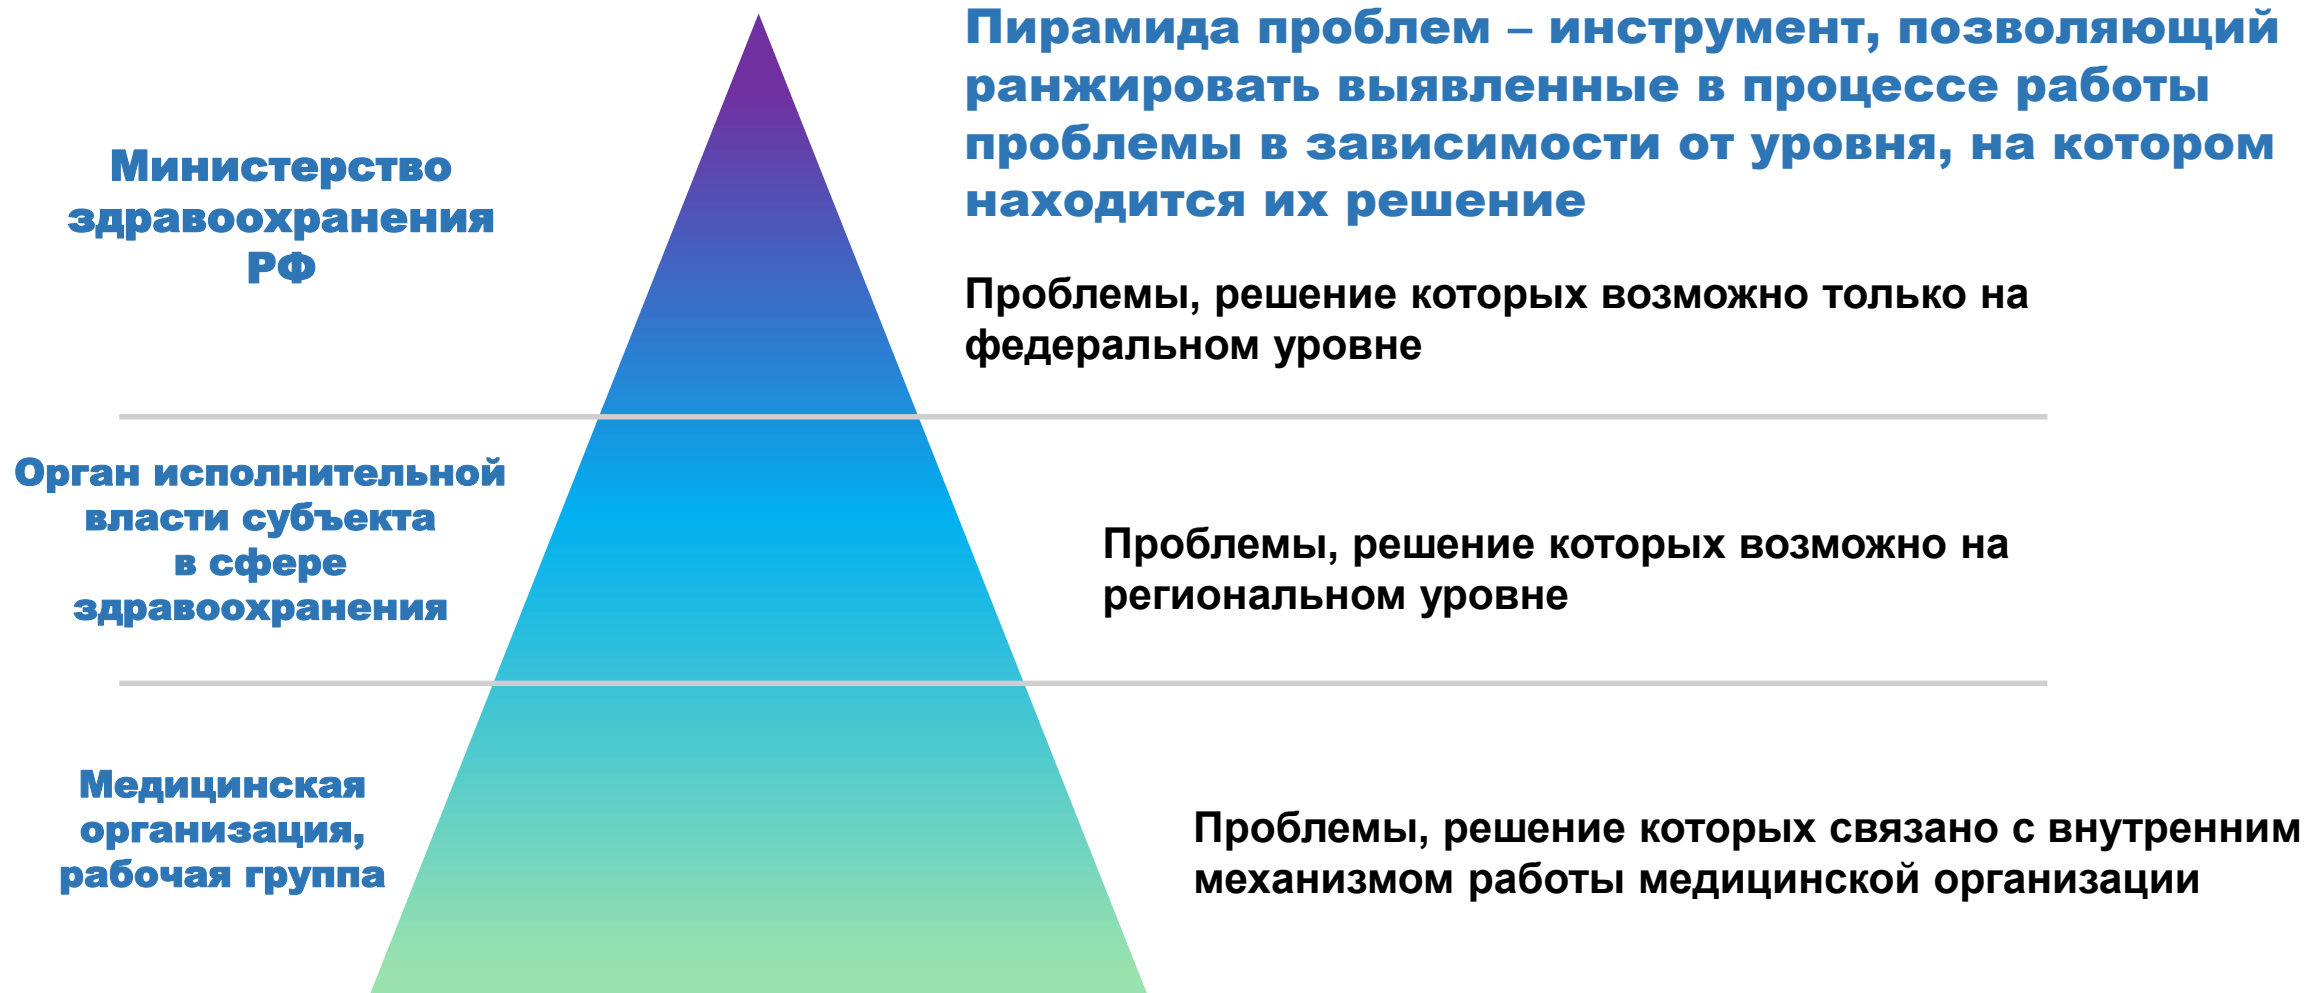 Пирамида проблем – инструмент, позволяющий
ранжировать выявленные в процессе работы
проблемы в зависимости от уровня, на котором
находится их решение
Министерство
здравоохранения
РФ
Проблемы, решение которых возможно только на
федеральном уровне
Орган исполнительной
власти субъекта
в сфере
здравоохранения
Проблемы, решение которых возможно на
региональном уровне
Медицинская
организация,
рабочая группа
Проблемы, решение которых связано с внутренним
механизмом работы медицинской организации